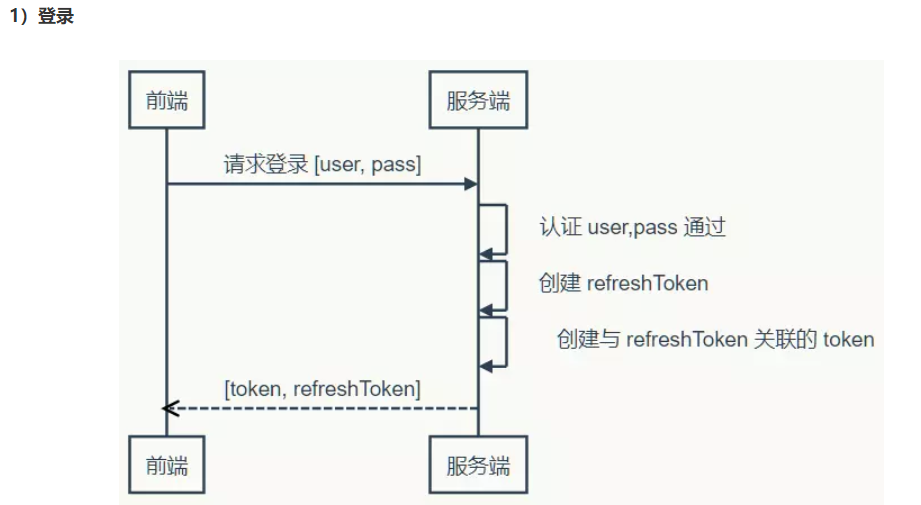 1）登录
前端
服务端
请求登录 [user, pass]
认证 user,pass 通过
创建 refreshToken
创建与 refreshToken 关联的 token
[token, refreshToken]
前端
服务端